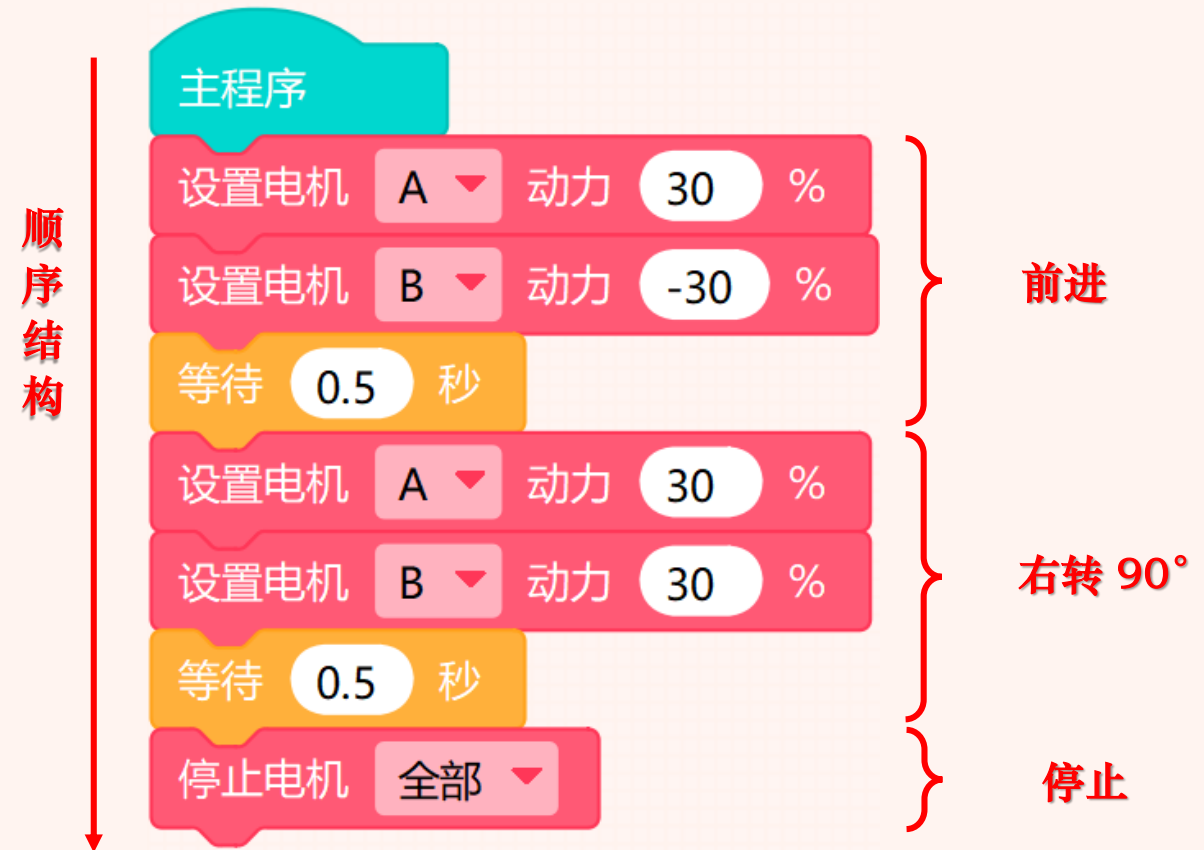 顺序结构
主程序
设置电机 A 动力 30 %
设置电机 B 动力 -30 %
等待 0.5 秒
前进
设置电机 A 动力 30 %
设置电机 B 动力 30 %
等待 0.5 秒
右转 90°
停止电机 全部
停止